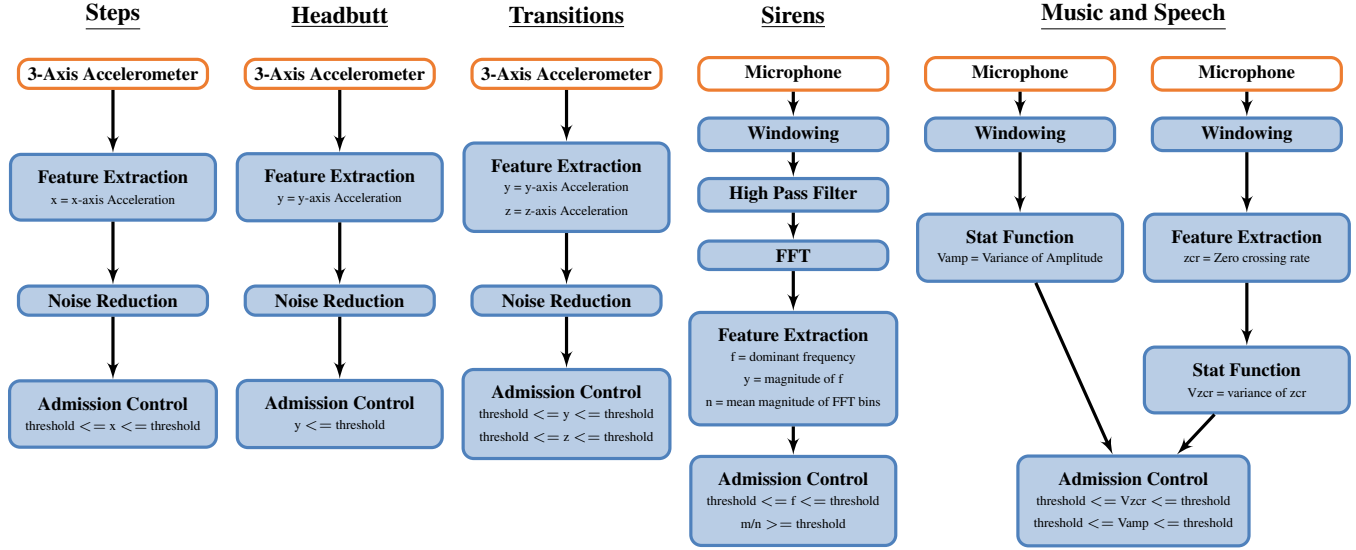 Steps
3-Axis Accelerometer
Feature Extraction
x = x-axis Acceleration
Noise Reduction
Admission Control
threshold <= x <= threshold
Headbutt
3-Axis Accelerometer
Feature Extraction
y = y-axis Acceleration
Noise Reduction
Admission Control
y <= threshold
Transitions
3-Axis Accelerometer
Feature Extraction
y = y-axis Acceleration
z = z-axis Acceleration
Noise Reduction
Admission Control
threshold <= y <= threshold
threshold <= z <= threshold
Sirens
Microphone
Windowing
High Pass Filter
FFT
Feature Extraction
f = dominant frequency
y = magnitude of f
n = mean magnitude of FFT bins
Admission Control
threshold <= f <= threshold
m/n >= threshold
Music and Speech
Microphone
Windowing
Stat Function
Vamp = Variance of Amplitude
Microphone
Windowing
Feature Extraction
zcr = Zero crossing rate
Stat Function
Vzcr = variance of zcr
Admission Control
threshold <= Vzcr <= threshold
threshold <= Vamp <= threshold